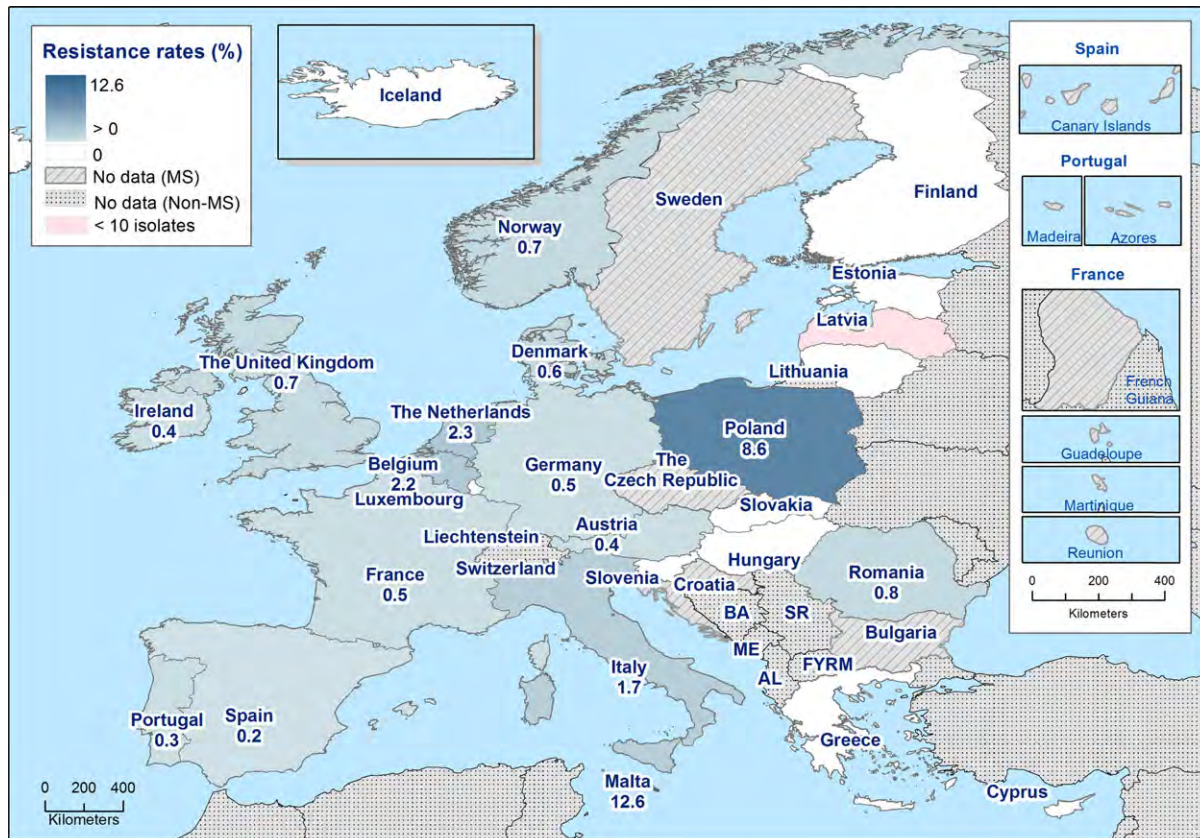 Resistance rates (%)
12.6
> 0
0
No data (MS)
No data (Non-MS)
< 10 isolates
Iceland
Spain
Canary Islands
Portugal
Madeira
Azores
France
French
Guiana
Guadeloupe
Martinique
Reunion
0 200 400
Kilometers
Sweden
Finland
Norway
0.7
Estonia
Latvia
Lithuania
Denmark
0.6
The United Kingdom
0.7
Ireland
0.4
The Netherlands
2.3
Belgium
2.2
Luxembourg
Germany
0.5
Poland
8.6
The
Czech Republic
Slovakia
Austria
0.4
Liechtenstein
Switzerland
Hungary
France
0.5
Slovenia
Croatia
Romania
0.8
BA
SR
Bulgaria
ME
FYRM
AL
Italy
1.7
Portugal
0.3
Spain
0.2
Greece
Malta
12.6
Cyprus
0 200 400
Kilometers